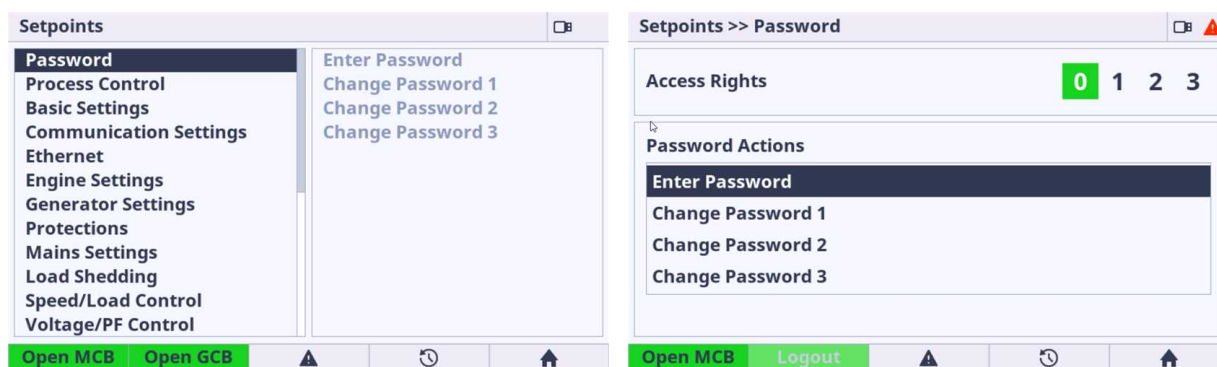 Setpoints
Password
Process Control
Basic Settings
Communication Settings
Ethernet
Engine Settings
Generator Settings
Protections
Mains Settings
Load Shedding
Speed/Load Control
Voltage/PF Control
Enter Password
Change Password 1
Change Password 2
Change Password 3
Open MCB Open GCB
Setpoints >> Password
Access Rights 0 1 2 3
Password Actions
Enter Password
Change Password 1
Change Password 2
Change Password 3
Open MCB Logout